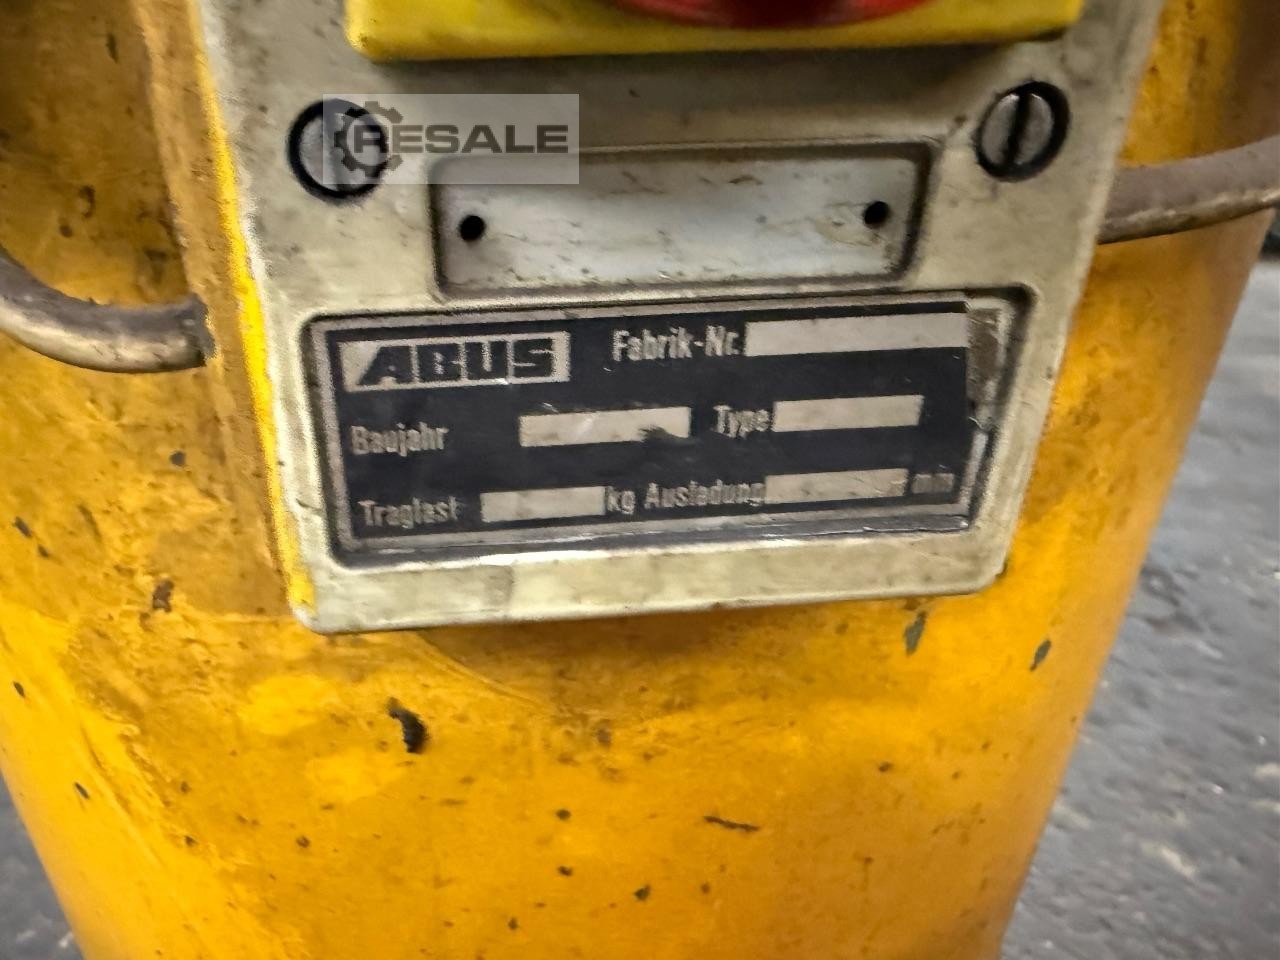 RESALE
ABUS Fabrik-Nr.
Baujahr Type
Traglast kg Ausladung mm